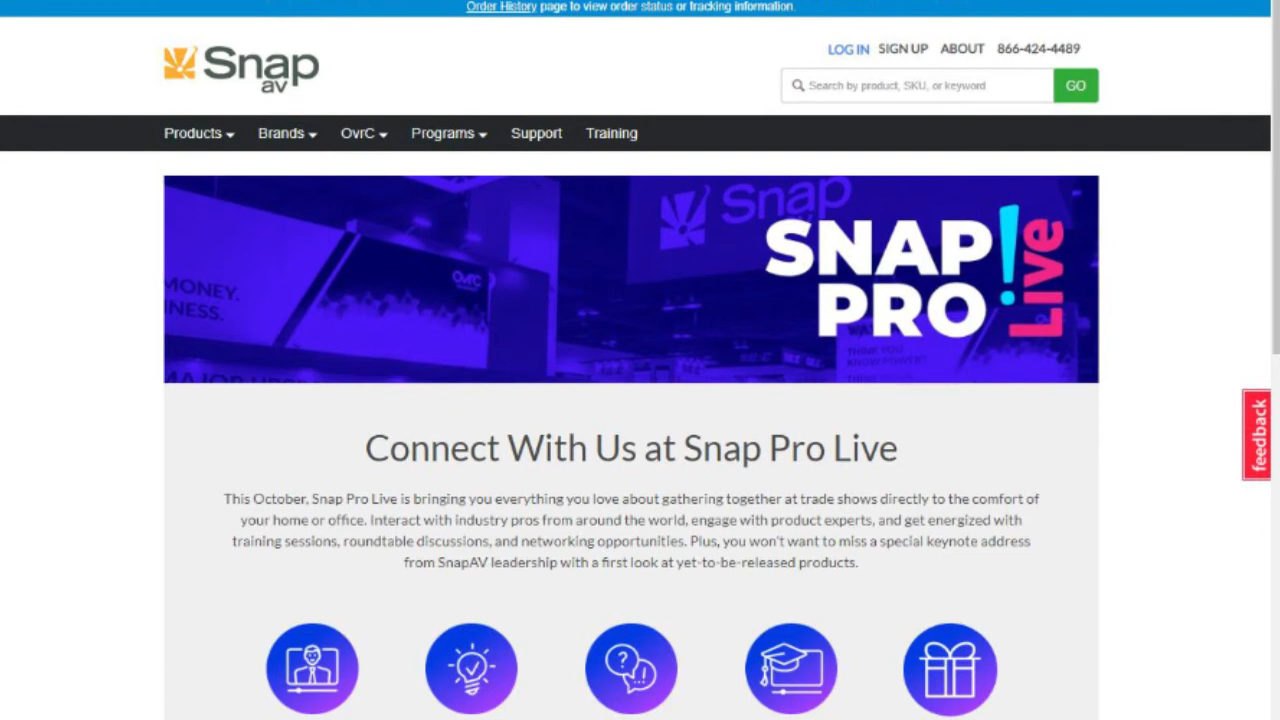 Order History page to view order status or tracking information.
Snap
av
LOG IN SIGN UP ABOUT 866-424-4489
Search by product, SKU, or keyword GO
Products Brands OvrC Programs Support Training
Snap
SNAP
PRO
Live
OvrC
MONEY.
THINK YOU
KNOW POWER?
feedback
Connect With Us at Snap Pro Live
This October, Snap Pro Live is bringing you everything you love about gathering together at trade shows directly to the comfort of
your home or office. Interact with industry pros from around the world, engage with product experts, and get energized with
training sessions, roundtable discussions, and networking opportunities. Plus, you won't want to miss a special keynote address
from SnapAV leadership with a first look at yet-to-be-released products.